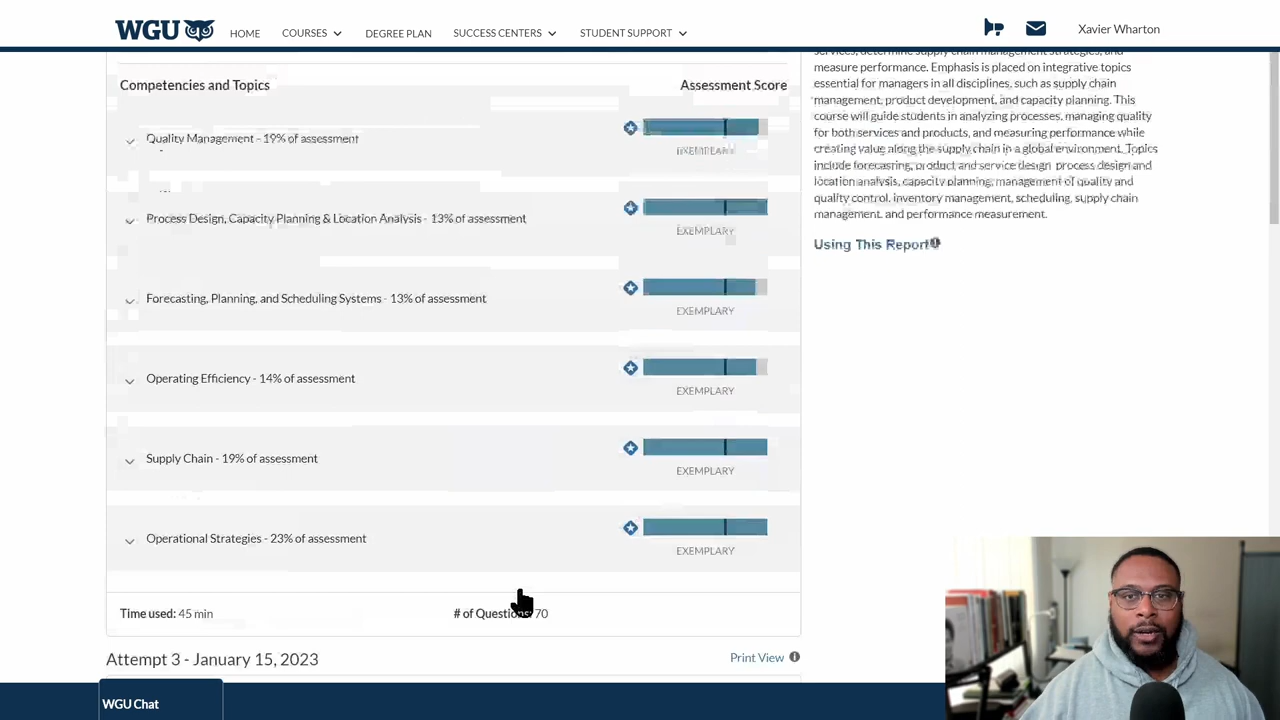 WGU
HOME
COURSES
DEGREE PLAN
SUCCESS CENTERS
STUDENT SUPPORT
Xavier Wharton
Competencies and Topics
Assessment Score
Quality Management - 19% of assessment
EXEMPLARY
Process Design, Capacity Planning & Location Analysis - 13% of assessment
EXEMPLARY
Forecasting, Planning, and Scheduling Systems - 13% of assessment
EXEMPLARY
Operating Efficiency - 14% of assessment
EXEMPLARY
Supply Chain - 19% of assessment
EXEMPLARY
Operational Strategies - 23% of assessment
EXEMPLARY
Time used: 45 min
# of Questions: 70
Attempt 3 - January 15, 2023
Print View
services, determine supply chain management strategies, and
measure performance. Emphasis is placed on integrative topics
essential for managers in all disciplines, such as supply chain
management, product development, and capacity planning. This
course will guide students in analyzing processes, managing quality
for both services and products, and measuring performance while
creating value along the supply chain in a global environment. Topics
include forecasting, product and service design, process design and
location analysis, capacity planning, management of quality and
quality control, inventory management, scheduling, supply chain
management, and performance measurement.
Using This Report
WGU Chat